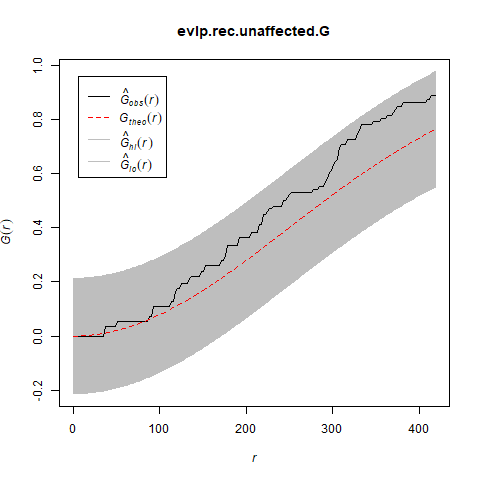 evlp.rec.unaffected.G
Ĝobs(r)
Gtheo(r)
Ĝhi(r)
Ĝlo(r)
G(r)
1.0
0.8
0.6
0.4
0.2
0.0
-0.2
0 100 200 300 400
r